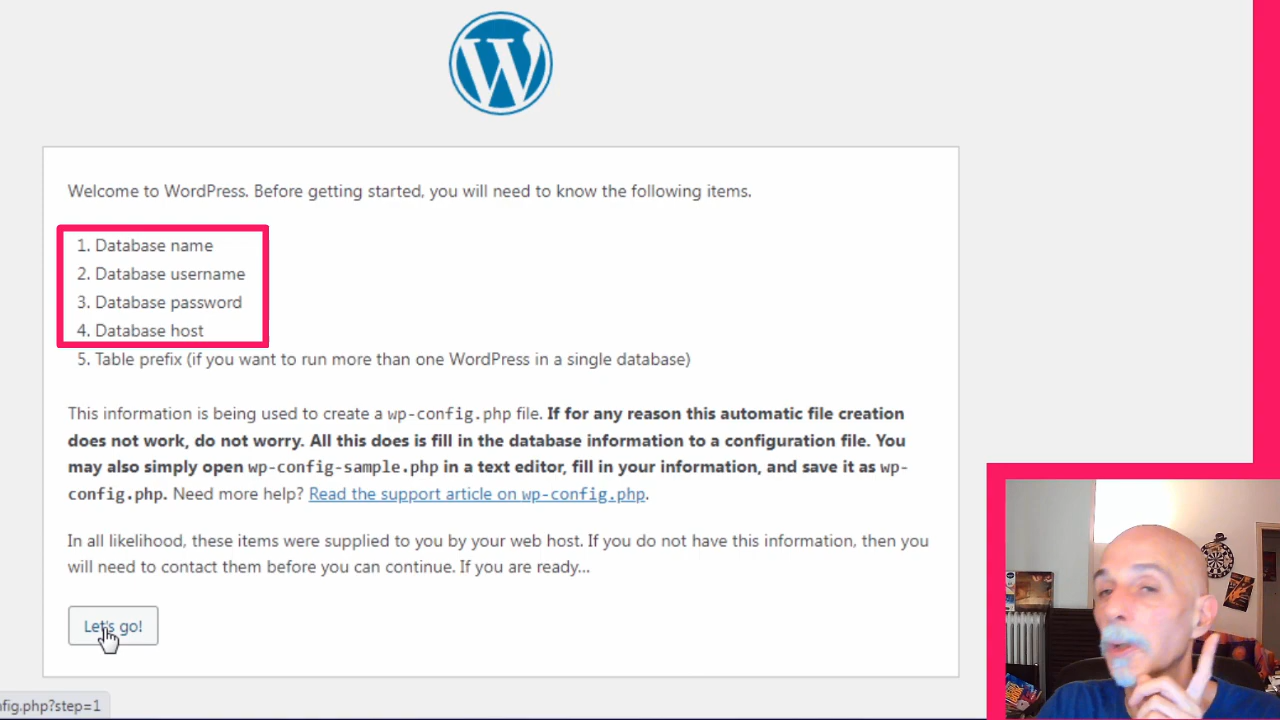 Welcome to WordPress. Before getting started, you will need to know the following items.
1. Database name
2. Database username
3. Database password
4. Database host
5. Table prefix (if you want to run more than one WordPress in a single database)
This information is being used to create a wp-config.php file. If for any reason this automatic file creation
does not work, do not worry. All this does is fill in the database information to a configuration file. You
may also simply open wp-config-sample.php in a text editor, fill in your information, and save it as wp-
config.php. Need more help? Read the support article on wp-config.php.
In all likelihood, these items were supplied to you by your web host. If you do not have this information, then you
will need to contact them before you can continue. If you are ready...
Let's go!
fig.php?step=1